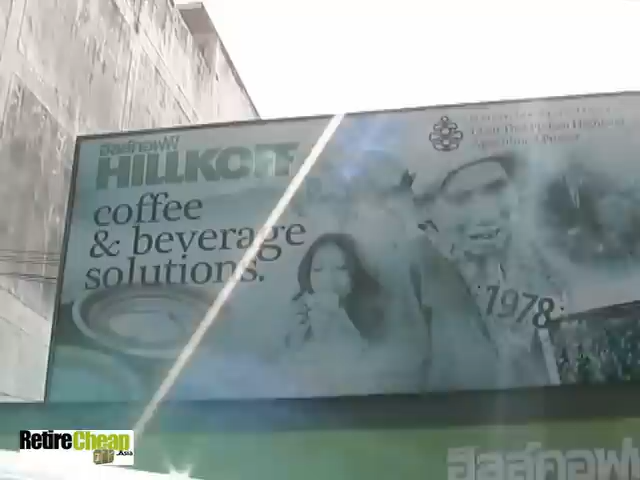 ฮิลล์คอฟฟ์
HILLKOFF
coffee
& beverage
solutions.
1978
ฮิลล์คอฟฟ์
RetireCheap
.Asia